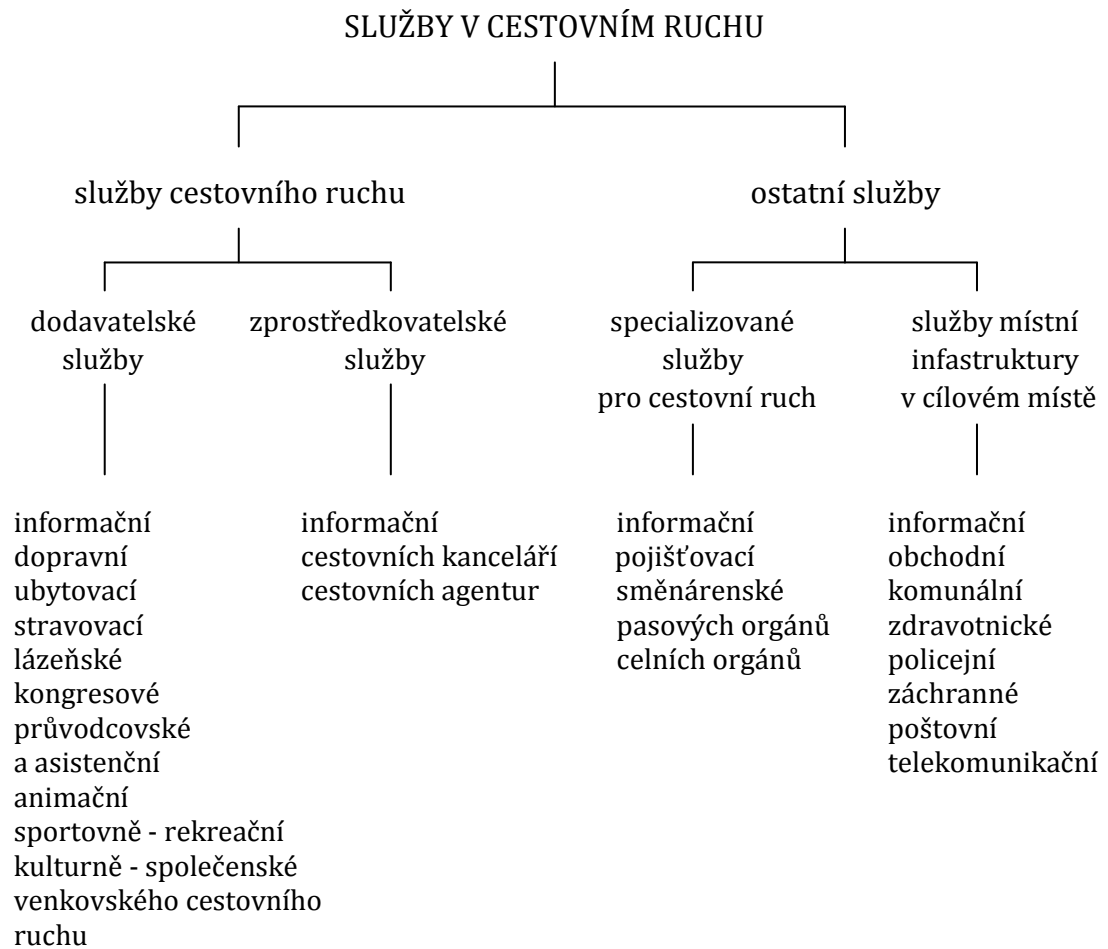 SLUŽBY V CESTOVNÍM RUCHU
služby cestovního ruchu
ostatní služby
dodavatelské
služby
zprostředkovatelské
služby
specializované
služby
pro cestovní ruch
služby místní
infastruktury
v cílovém místě
informační
dopravní
ubytovací
stravovací
lázeňské
kongresové
průvodcovské
a asistenční
animační
sportovně - rekreační
kulturně - společenské
venkovského cestovního
ruchu
informační
cestovních kanceláří
cestovních agentur
informační
pojišťovací
směnárenské
pasových orgánů
celních orgánů
informační
obchodní
komunální
zdravotnické
policejní
záchranné
poštovní
telekomunikační